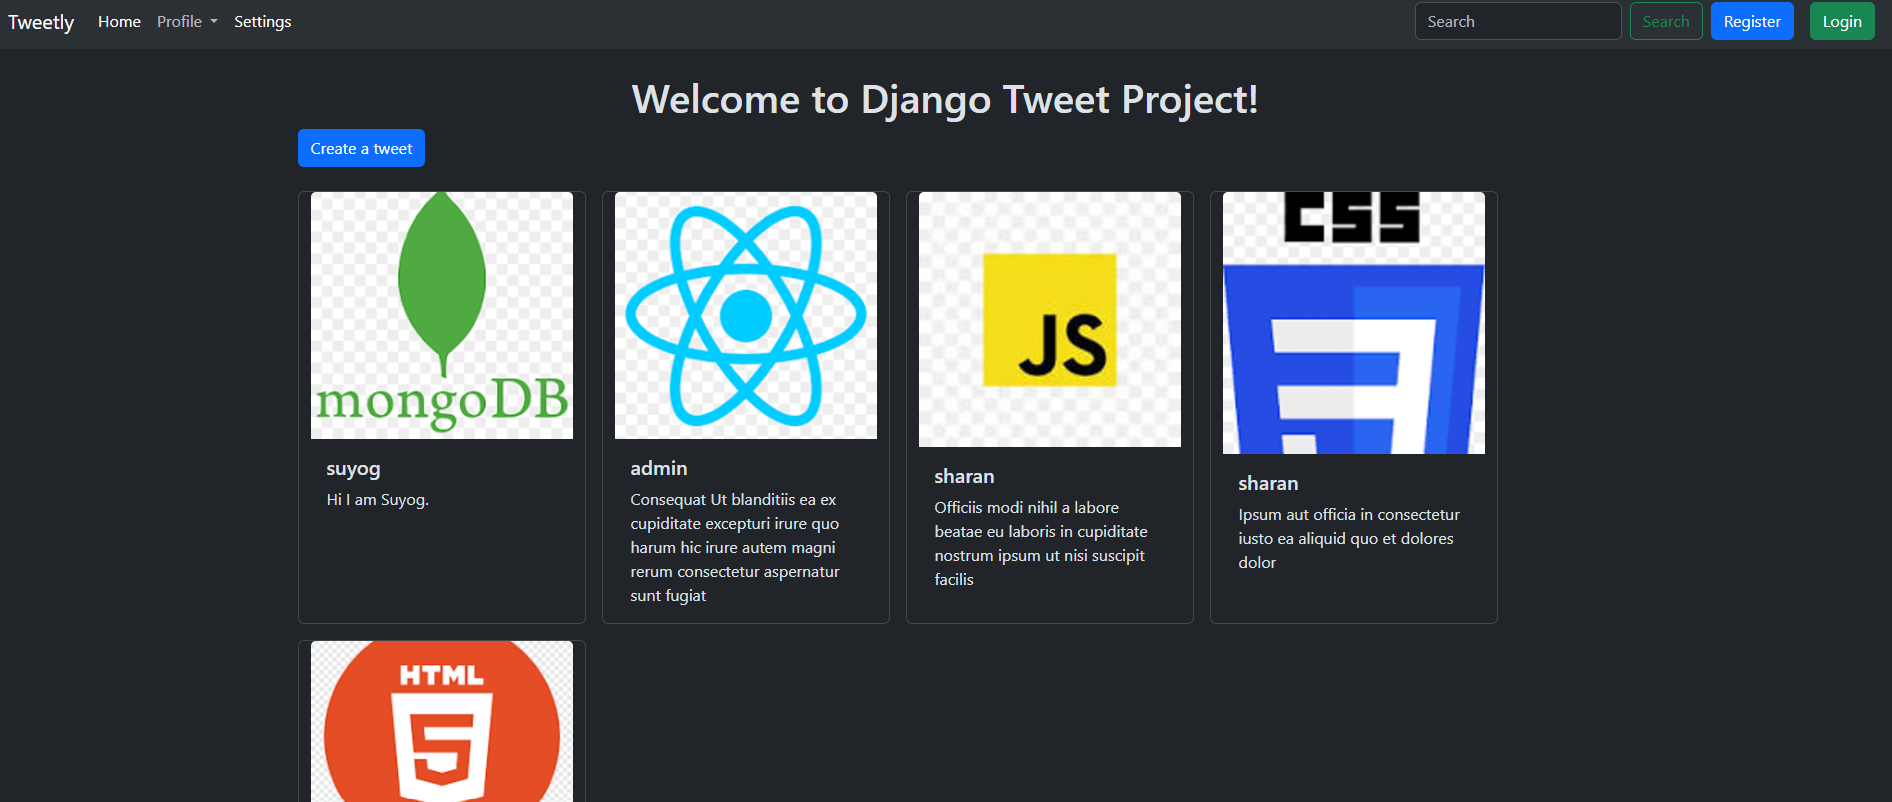 Tweetly Home Profile Settings Search Search Register Login
Welcome to Django Tweet Project!
Create a tweet
mongoDB
suyog
Hi I am Suyog.
admin
Consequat Ut blanditiis ea ex
cupiditate excepturi irure quo
harum hic irure autem magni
rerum consectetur aspernatur
sunt fugiat
JS
sharan
Officiis modi nihil a labore
beatae eu laboris in cupiditate
nostrum ipsum ut nisi suscipit
facilis
CSS
3
sharan
Ipsum aut officia in consectetur
iusto ea aliquid quo et dolores
dolor
HTML
5